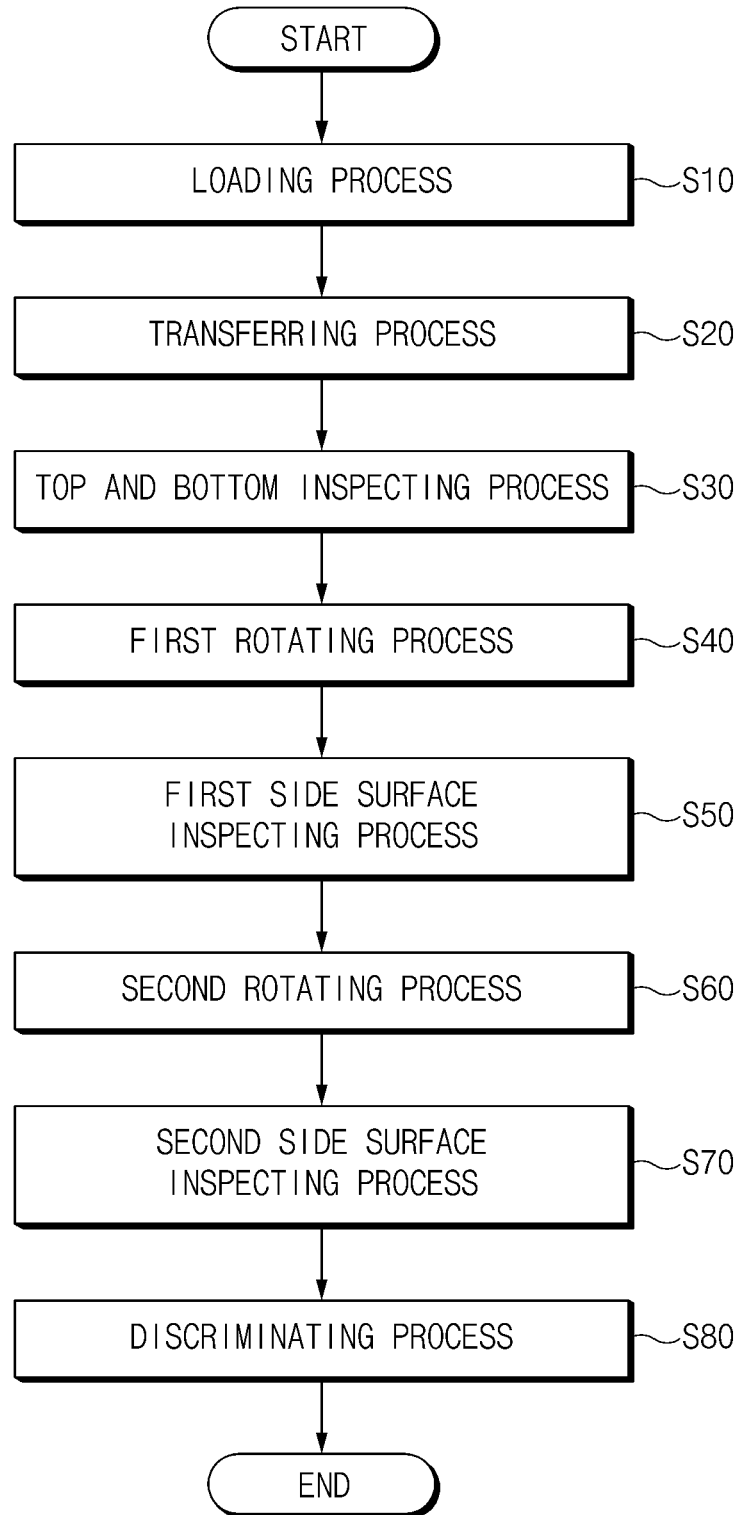 START
LOADING PROCESS
S10
TRANSFERRING PROCESS
S20
TOP AND BOTTOM INSPECTING PROCESS
S30
FIRST ROTATING PROCESS
S40
FIRST SIDE SURFACE
INSPECTING PROCESS
S50
SECOND ROTATING PROCESS
S60
SECOND SIDE SURFACE
INSPECTING PROCESS
S70
DISCRIMINATING PROCESS
S80
END